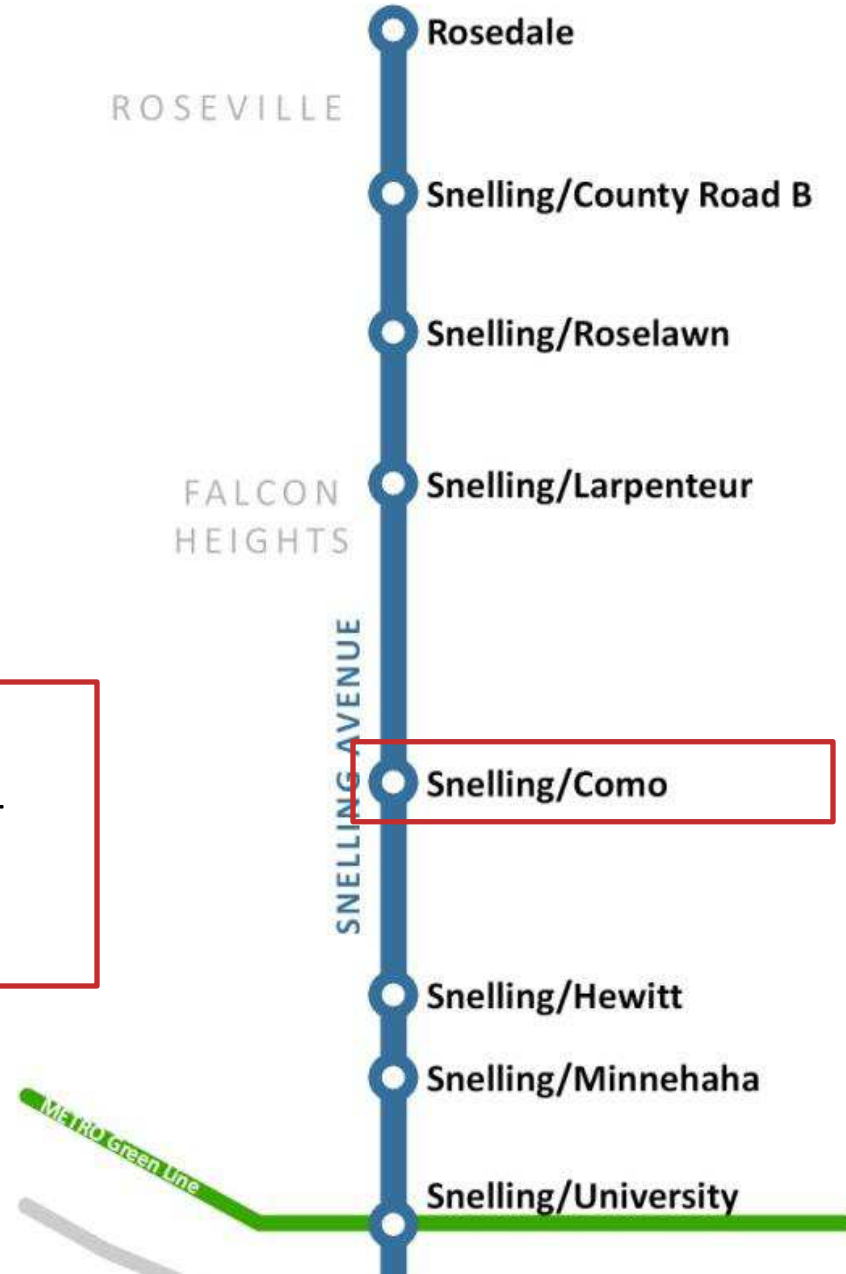 Rosedale
ROSEVILLE
Snelling/County Road B
Snelling/Roselawn
Snelling/Larpenteur
FALCON
HEIGHTS
SNELLING AVENUE
Snelling/Como
Snelling/Hewitt
Snelling/Minnehaha
METRO Green Line
Snelling/University